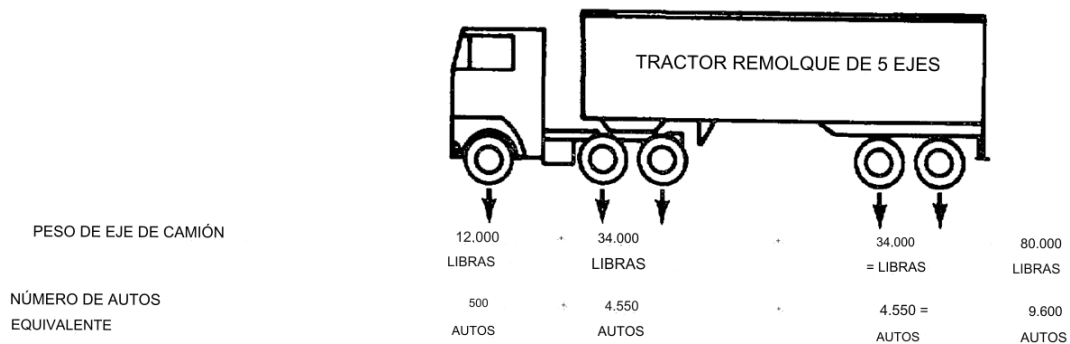 TRACTOR REMOLQUE DE 5 EJES
PESO DE EJE DE CAMIÓN
12.000 + 34.000 + 34.000 80.000
LIBRAS LIBRAS = LIBRAS LIBRAS
NÚMERO DE AUTOS
EQUIVALENTE
500 + 4.550 + 4.550 = 9.600
AUTOS AUTOS AUTOS AUTOS